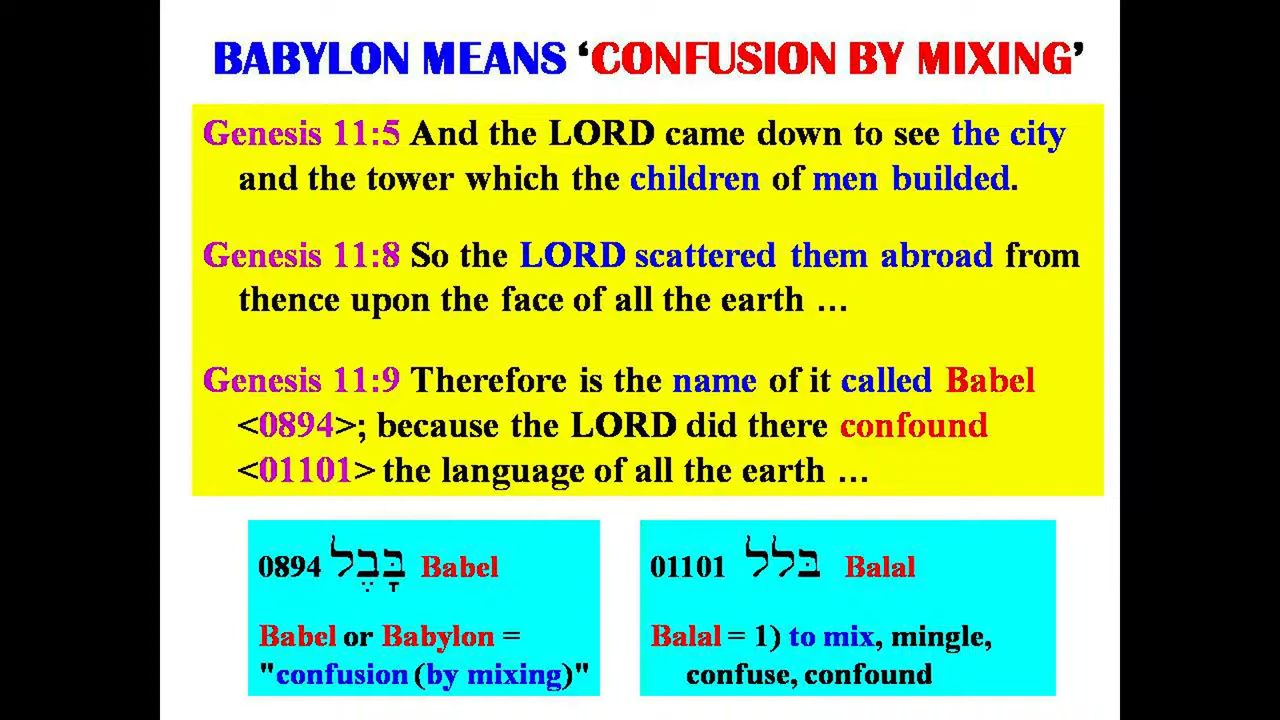 BABYLON MEANS ‘CONFUSION BY MIXING’
Genesis 11:5 And the LORD came down to see the city
and the tower which the children of men builded.
Genesis 11:8 So the LORD scattered them abroad from
thence upon the face of all the earth …
Genesis 11:9 Therefore is the name of it called Babel
<0894>; because the LORD did there confound
<01101> the language of all the earth …
0894 בָּבֶל Babel
Babel or Babylon =
"confusion (by mixing)"
01101 בּלל Balal
Balal = 1) to mix, mingle,
confuse, confound